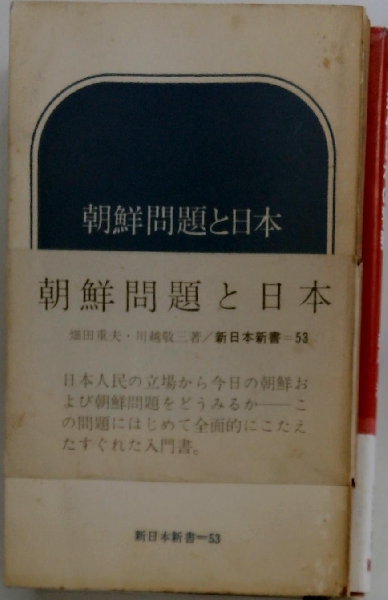 朝鮮問題と日本
朝鮮問題と日本
畑田重夫・川越敬三著／新日本新書＝53
日本人民の立場から今日の朝鮮お
よび朝鮮問題をどうみるか――こ
の問題にはじめて全面的にこたえ
たすぐれた入門書。
新日本新書＝53